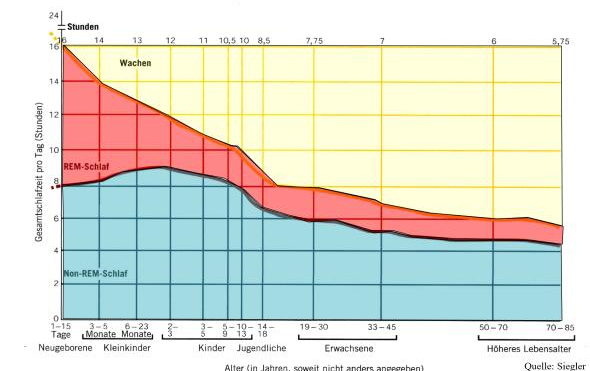 24
Stunden
16 14 13 12 11 10,5 10 8,5 7,75 7 6 5,75
Wachen
16
14
12
10
8
6
4
2
0
Gesamtschlafzeit pro Tag (Stunden)
REM-Schlaf
Non-REM-Schlaf
1–15 3–5 6–23 2– 3– 5– 10– 14– 19–30 33–45 50–70 70–85
Tage Monate Monate 3 5 9 13 18
Neugeborene Kleinkinder Kinder Jugendliche Erwachsene Höheres Lebensalter
Alter (in Jahren, soweit nicht anders angegeben)
Quelle: Siegler